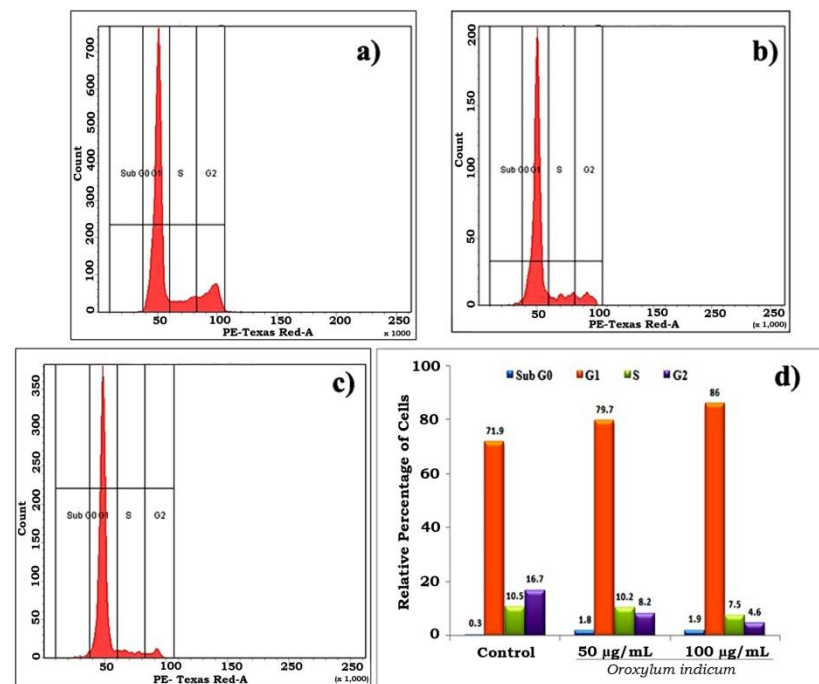 a)
700
600
500
400
300
200
100
0
Count
Sub G0 G1 S G2
50 100 150 200 250
PE-Texas Red-A
x 1000
b)
200
150
100
50
0
Count
Sub G0 G1 S G2
50 100 150 200 250
PE-Texas Red-A
(x 1,000)
c)
350
300
250
200
150
100
50
0
Count
Sub G0 G1 S G2
50 100 150 200 250
PE- Texas Red-A
(x 1,000)
d)
Sub G0 G1 S G2
Relative Percentage of Cells
100
80
60
40
20
0
0.3 71.9 10.5 16.7
1.8 79.7 10.2 8.2
1.9 86 7.5 4.6
Control 50 µg/mL 100 µg/mL
Oroxylum indicum